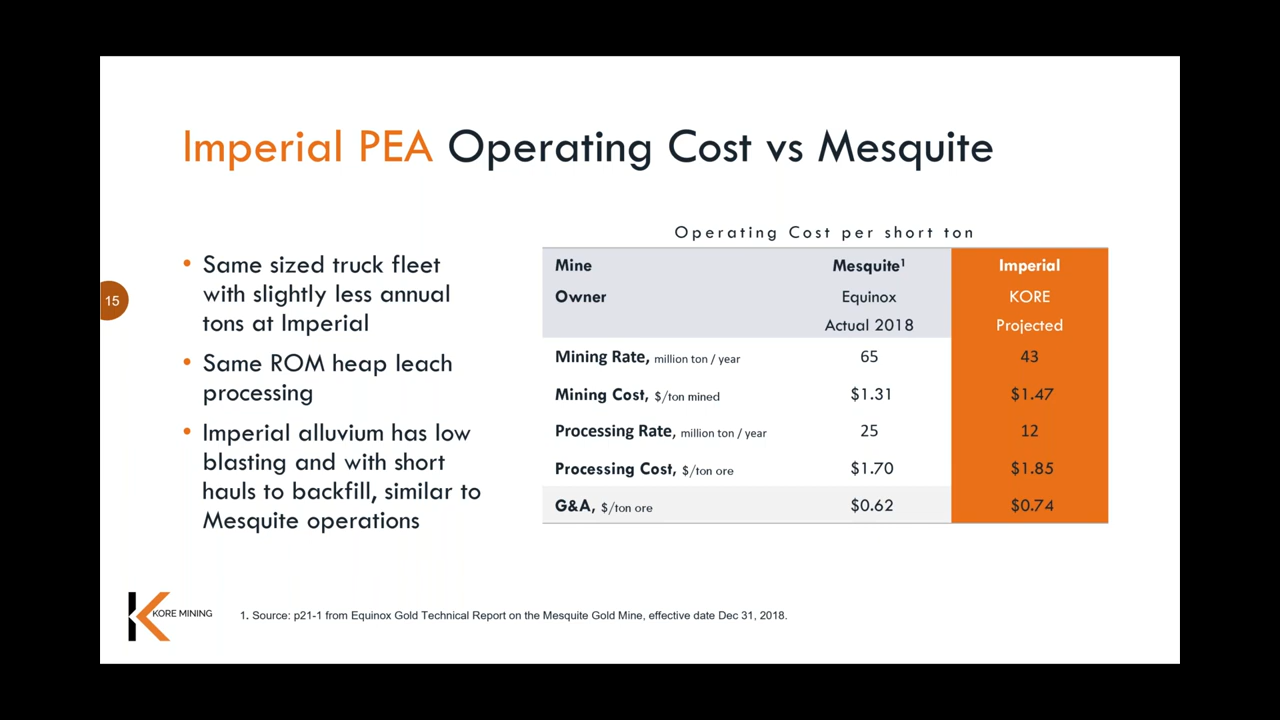 Imperial PEA Operating Cost vs Mesquite
15
• Same sized truck fleet
with slightly less annual
tons at Imperial
• Same ROM heap leach
processing
• Imperial alluvium has low
blasting and with short
hauls to backfill, similar to
Mesquite operations
Operating Cost per short ton
Mine Mesquite¹ Imperial
Owner Equinox KORE
Actual 2018 Projected
Mining Rate, million ton / year 65 43
Mining Cost, $/ton mined $1.31 $1.47
Processing Rate, million ton / year 25 12
Processing Cost, $/ton ore $1.70 $1.85
G&A, $/ton ore $0.62 $0.74
KORE MINING
1. Source: p21-1 from Equinox Gold Technical Report on the Mesquite Gold Mine, effective date Dec 31, 2018.